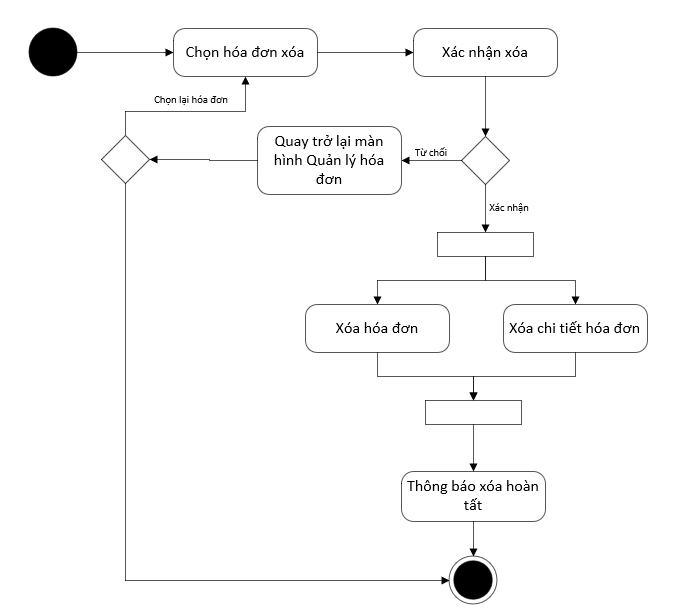 Chọn hóa đơn xóa
Xác nhận xóa
Chọn lại hóa đơn
Quay trở lại màn
hình Quản lý hóa
đơn
Từ chối
Xác nhận
Xóa hóa đơn
Xóa chi tiết hóa đơn
Thông báo xóa hoàn
tất